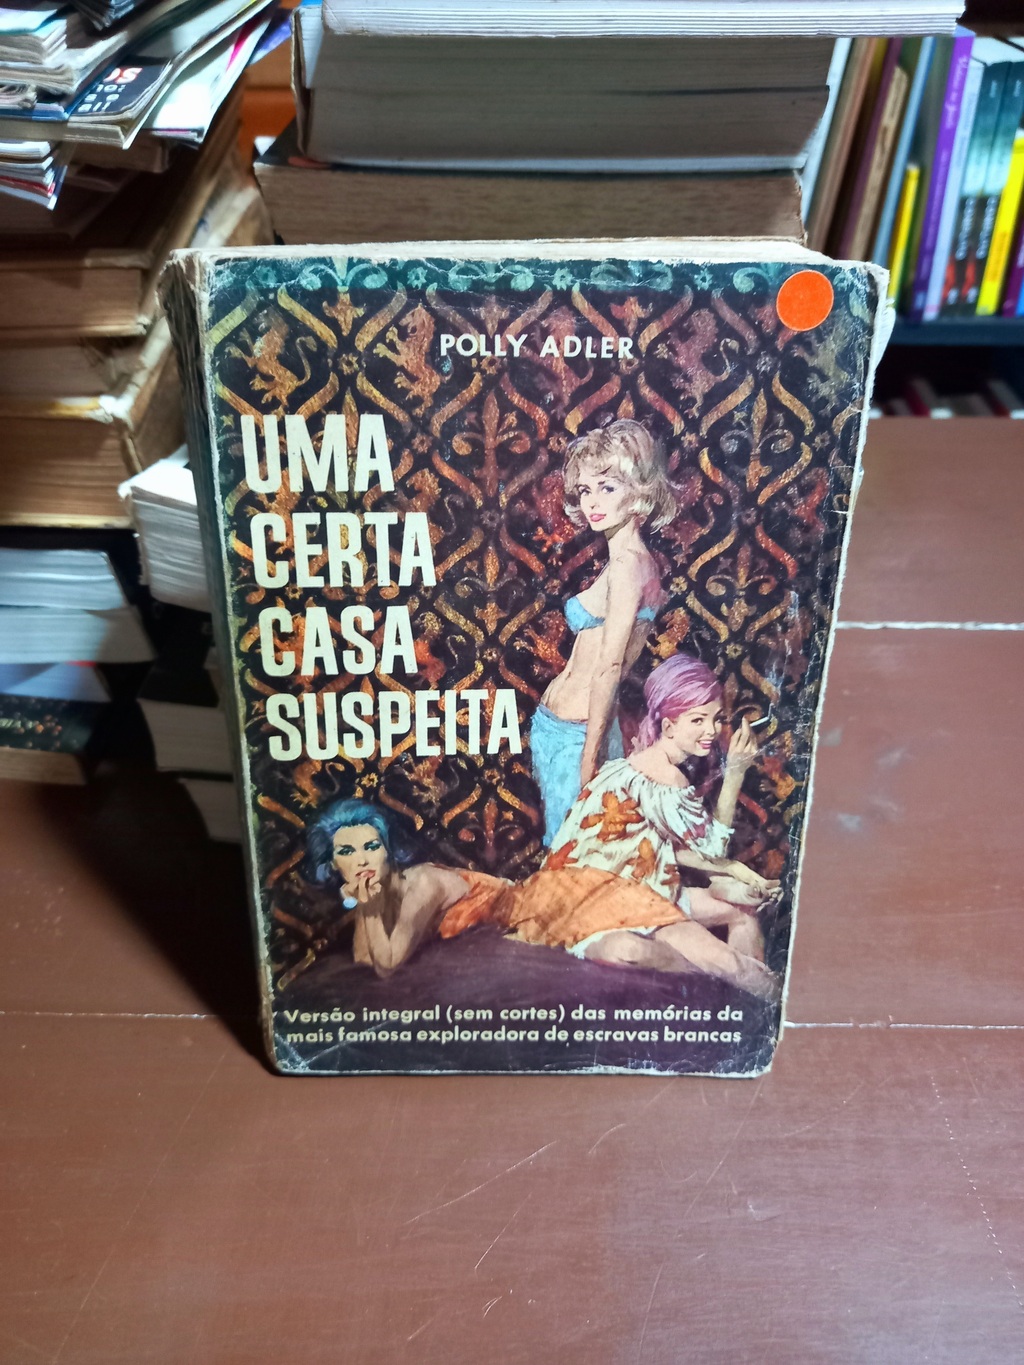 POLLY ADLER
UMA
CERTA
CASA
SUSPEITA
Versão integral (sem cortes) das memórias da
mais famosa exploradora de escravas brancas